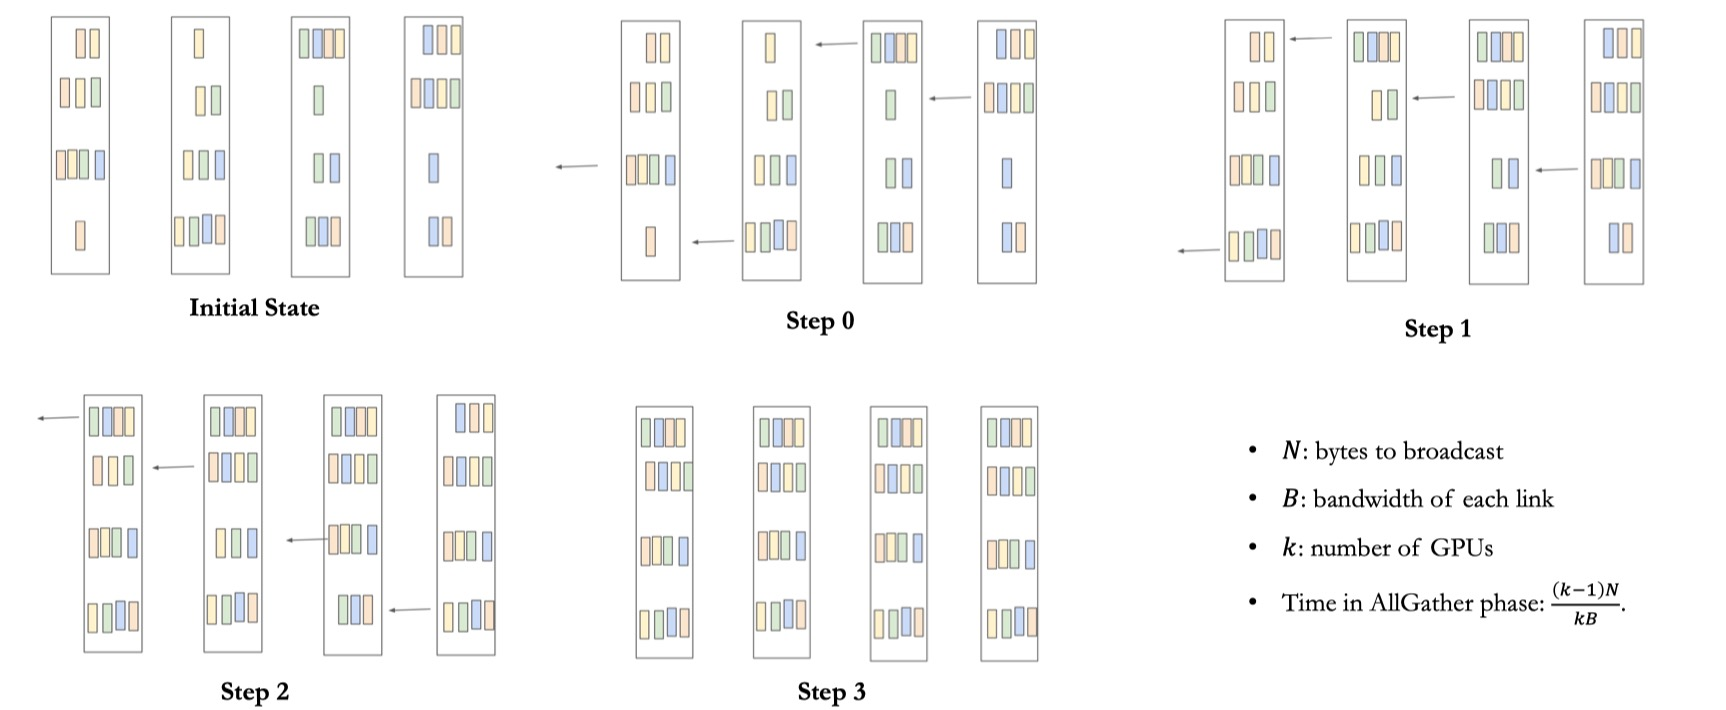 Initial State
Step 0
Step 1
Step 2
Step 3
• N: bytes to broadcast
• B: bandwidth of each link
• k: number of GPUs
• Time in AllGather phase: (k−1)N / kB.